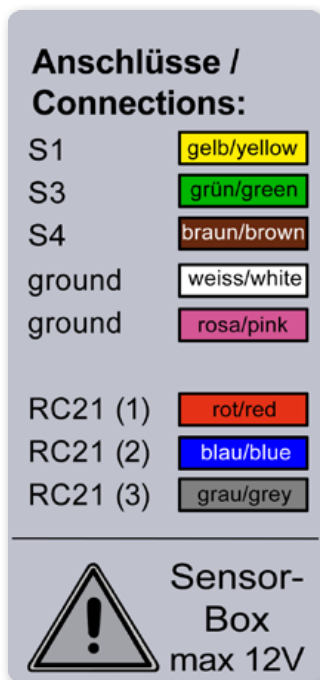 Anschlüsse /
Connections:
S1 gelb/yellow
S3 grün/green
S4 braun/brown
ground weiss/white
ground rosa/pink
RC21 (1) rot/red
RC21 (2) blau/blue
RC21 (3) grau/grey
Sensor-
Box
max 12V